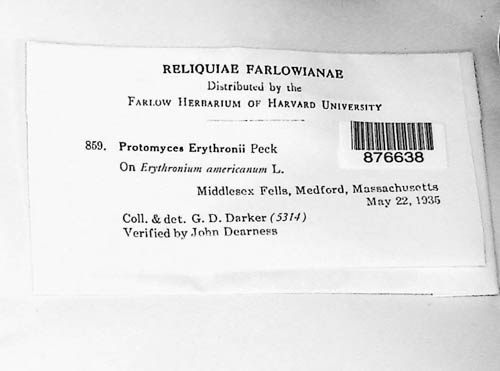 RELIQUIAE FARLOWIANAE
Distributed by the
FARLOW HERBARIUM OF HARVARD UNIVERSITY
876638
859. Protomyces Erythronii Peck
On Erythronium americanum L.
Middlesex Fells, Medford, Massachusetts
May 22, 1935
Coll. & det. G. D. Darker (5314)
Verified by John Dearness